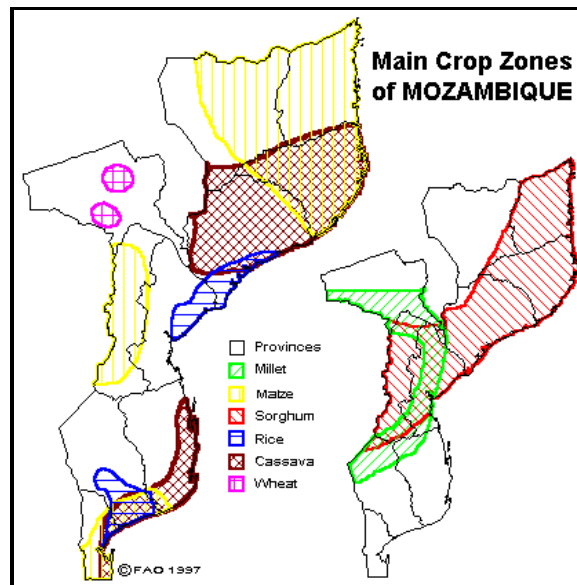 Main Crop Zones
of MOZAMBIQUE
Provinces
Millet
Maize
Sorghum
Rice
Cassava
Wheat
©FAO 1997